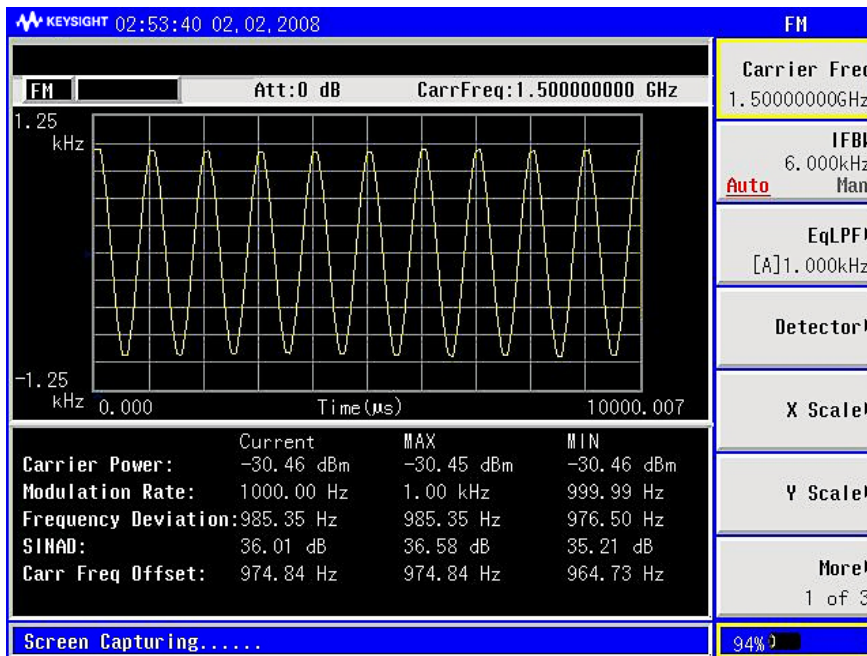 KEYSIGHT 02:53:40 02,02,2008 FM
FM Att:0 dB CarrFreq:1.500000000 GHz
1.25
kHz
-1.25
kHz 0.000 Time(μs) 10000.007
Current MAX MIN
Carrier Power: -30.46 dBm -30.45 dBm -30.46 dBm
Modulation Rate: 1000.00 Hz 1.00 kHz 999.99 Hz
Frequency Deviation:985.35 Hz 985.35 Hz 976.50 Hz
SINAD: 36.01 dB 36.58 dB 35.21 dB
Carr Freq Offset: 974.84 Hz 974.84 Hz 964.73 Hz
Screen Capturing......
Carrier Freq
1.50000000GHz
IFBW
6.000kHz
Auto Man
EqLPF
[A]1.000kHz
Detector
X Scale
Y Scale
More
1 of 3
94%